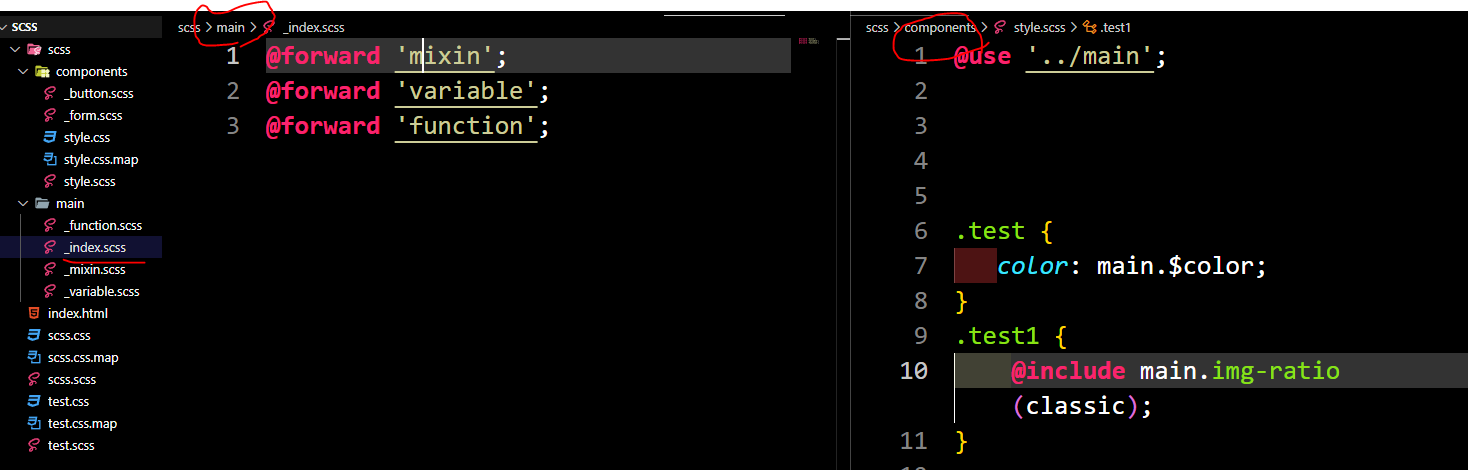 SCSS
scss
components
_button.scss
_form.scss
style.css
style.css.map
style.scss
main
_function.scss
_index.scss
_mixin.scss
_variable.scss
index.html
scss.css
scss.css.map
scss.scss
test.css
test.css.map
test.scss
scss > main > _index.scss
1 @forward 'mixin';
2 @forward 'variable';
3 @forward 'function';
scss > components > style.scss > .test1
1 @use '../main';
2
3
4
5
6 .test {
7 color: main.$color;
8 }
9 .test1 {
10 @include main.img-ratio
(classic);
11 }